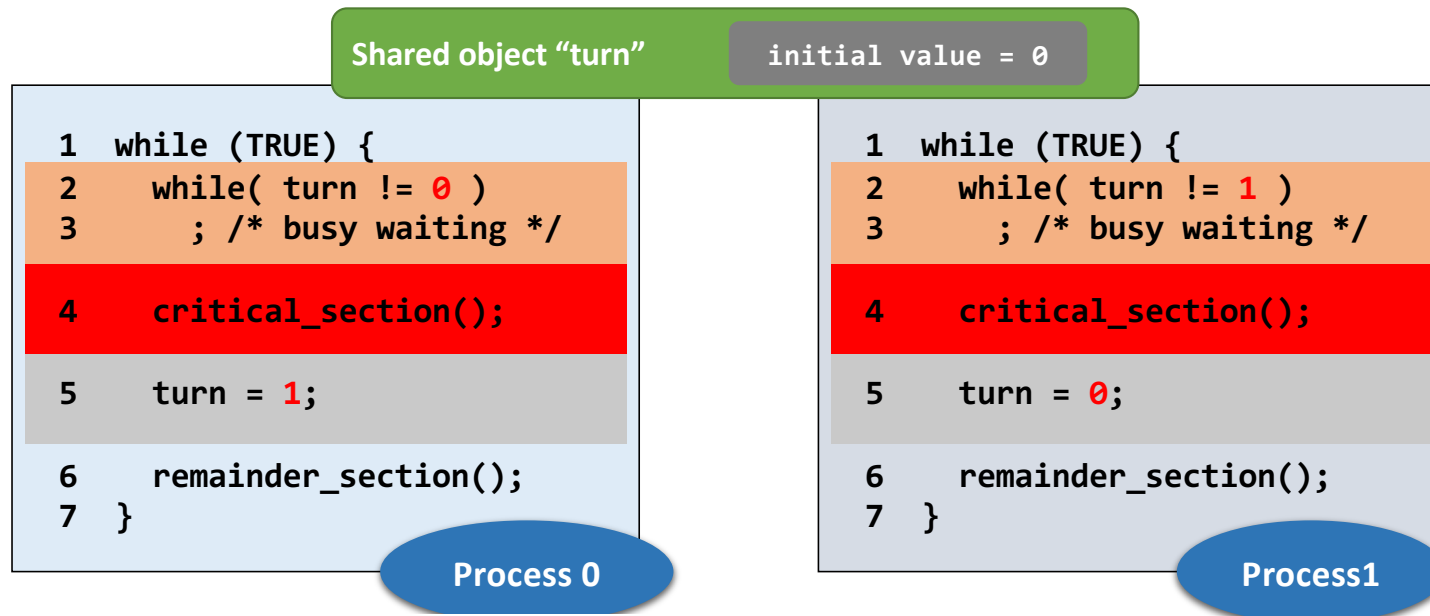 Shared object “turn”
initial value = 0
1 while (TRUE) {
2 while( turn != 0 )
3 ; /* busy waiting */
4 critical_section();
5 turn = 1;
6 remainder_section();
7 }
Process 0
1 while (TRUE) {
2 while( turn != 1 )
3 ; /* busy waiting */
4 critical_section();
5 turn = 0;
6 remainder_section();
7 }
Process1